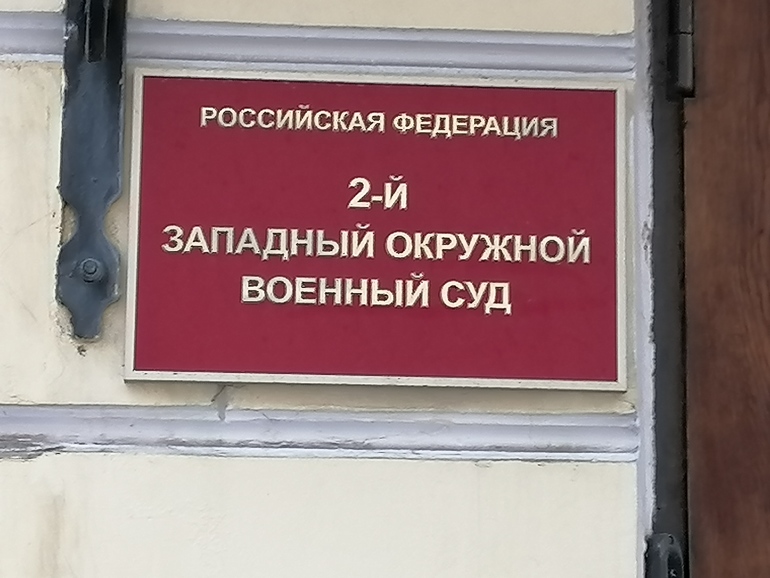 РОССИЙСКАЯ ФЕДЕРАЦИЯ
2-Й
ЗАПАДНЫЙ ОКРУЖНОЙ
ВОЕННЫЙ СУД